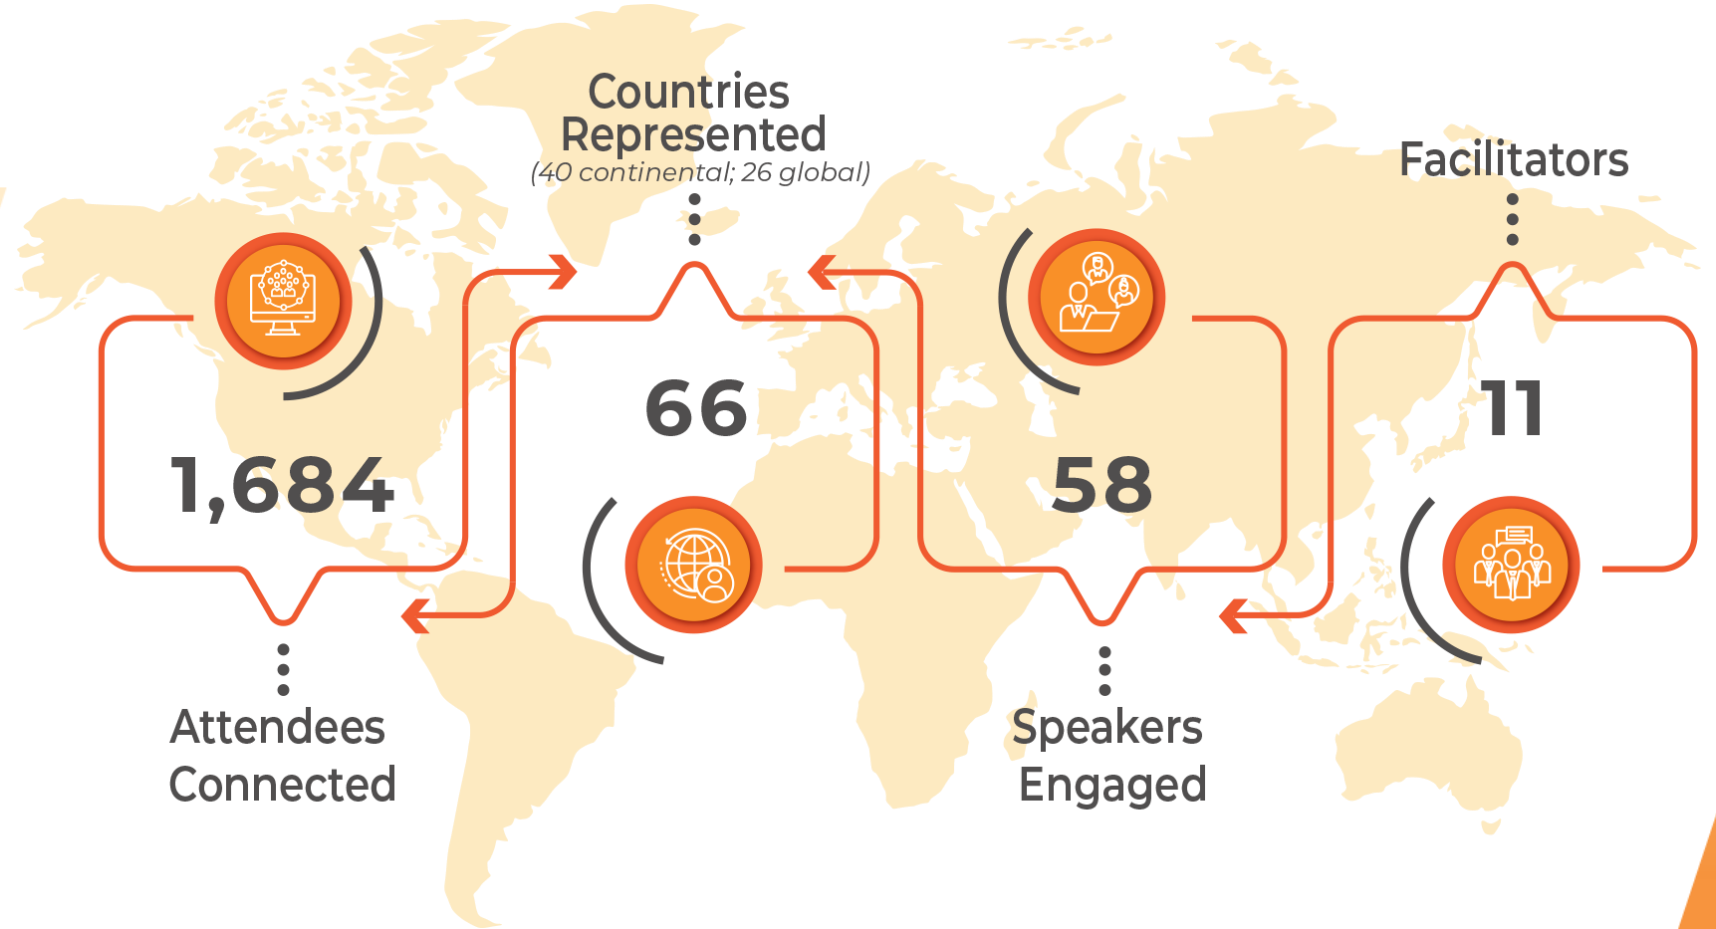 1,684
Attendees
Connected
Countries
Represented
(40 continental; 26 global)
66
58
Speakers
Engaged
Facilitators
11